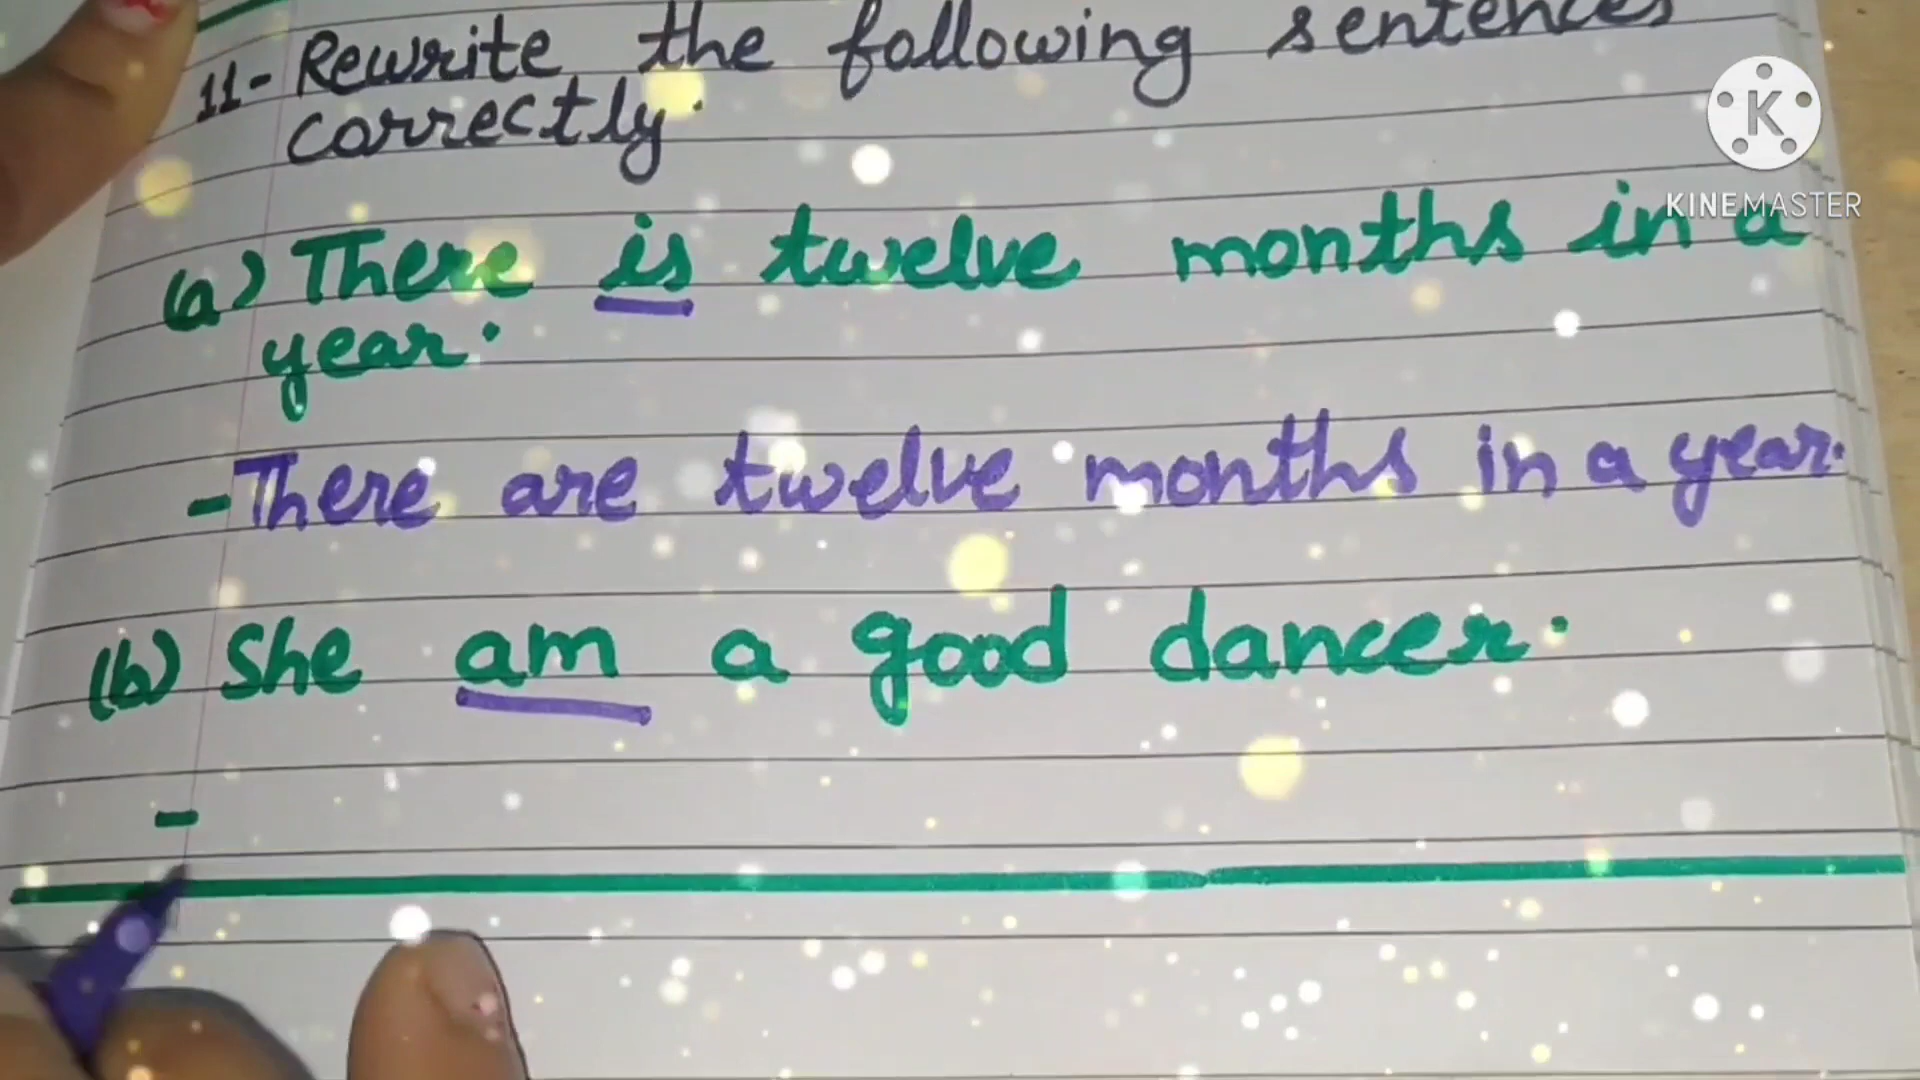 11- Rewrite the following sentences
correctly.
KINEMASTER
(a) There is twelve months in a
year.
-There are twelve months in a year.
(b) She am a good dancer.
-